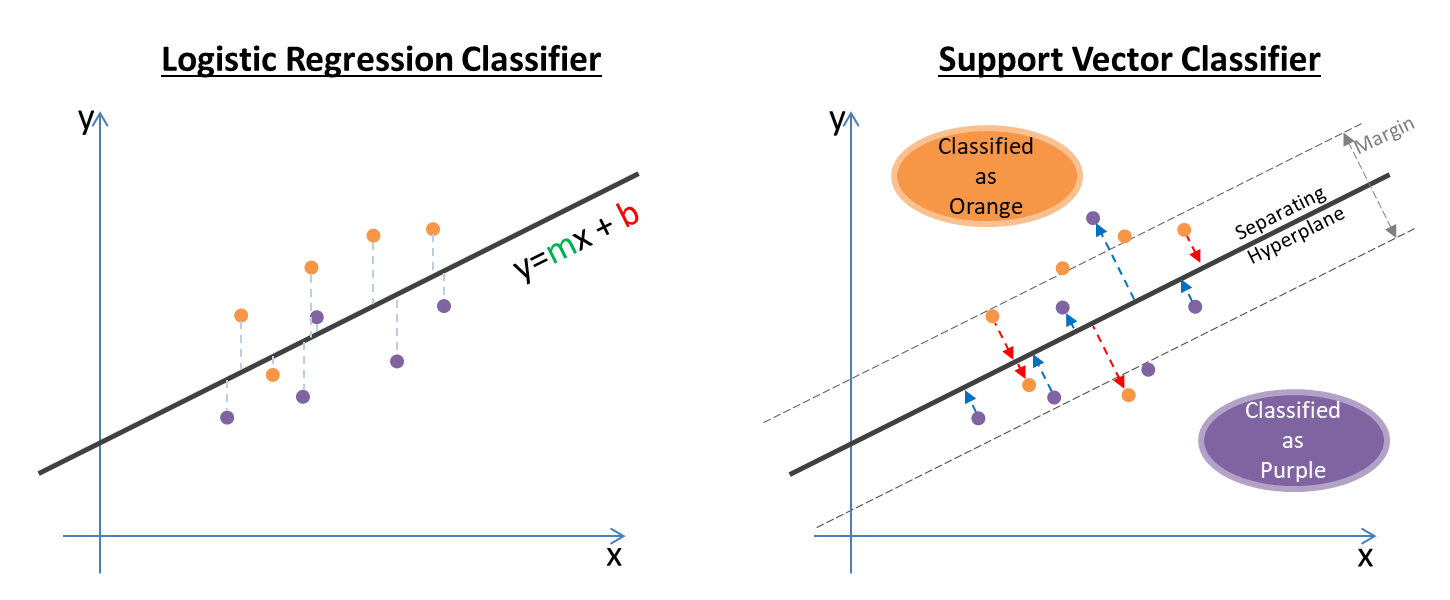 Logistic Regression Classifier
y
y=mx + b
x
Support Vector Classifier
y
Classified
as
Orange
Margin
Separating
Hyperplane
Classified
as
Purple
x